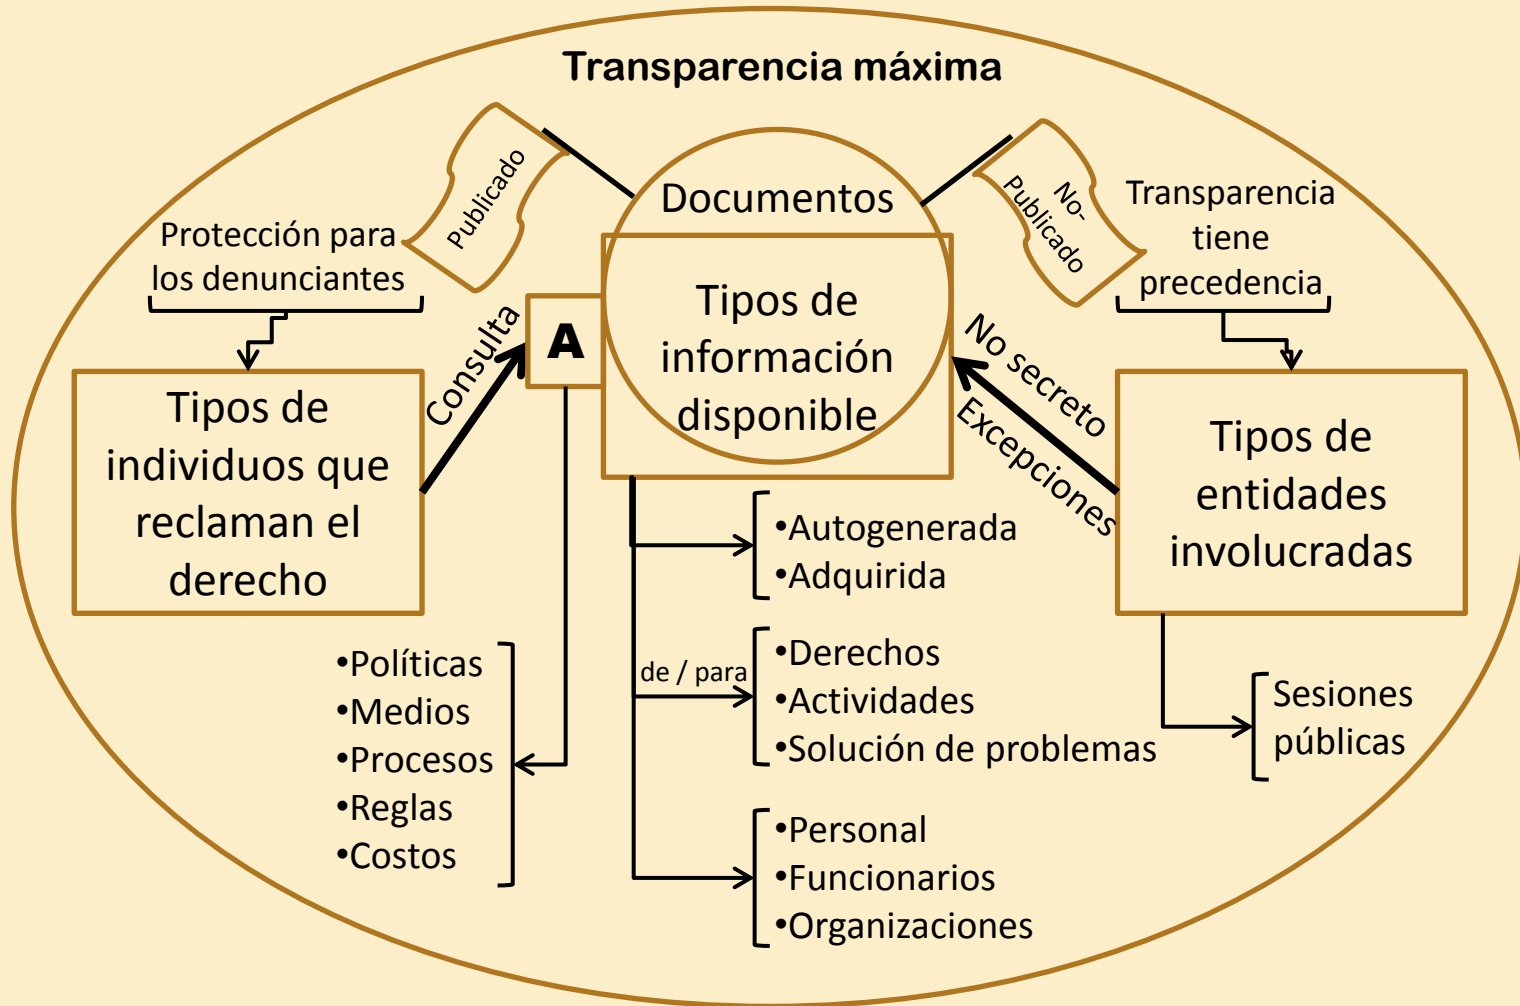 Transparencia máxima
Publicado
Documentos
No-
Publicado
Protección para
los denunciantes
Transparencia
tiene
precedencia
Consulta
A
Tipos de
información
disponible
No secreto
Excepciones
Tipos de
individuos que
reclaman el
derecho
Tipos de
entidades
involucradas
•Autogenerada
•Adquirida
•Políticas
•Medios
•Procesos
•Reglas
•Costos
de / para
•Derechos
•Actividades
•Solución de problemas
Sesiones
públicas
•Personal
•Funcionarios
•Organizaciones